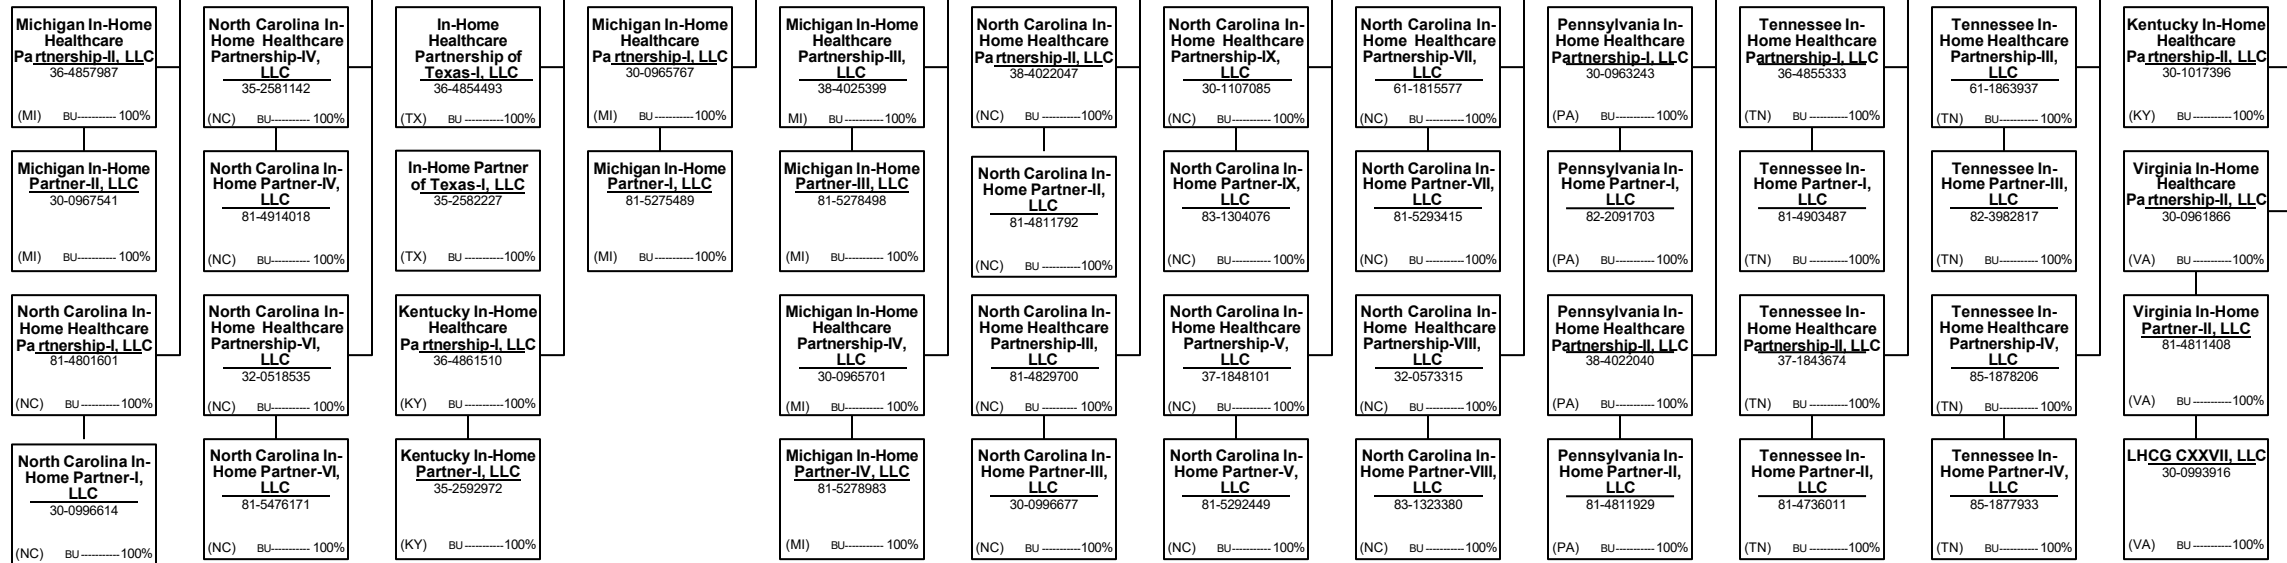 Michigan In-Home
Healthcare
Partnership-II, LLC
36-4857987
(MI) BU----------- 100%
North Carolina In-
Home Healthcare
Partnership-IV,
LLC
35-2581142
(NC) BU----------- 100%
In-Home
Healthcare
Partnership of
Texas-I, LLC
36-4854493
(TX) BU -----------100%
Michigan In-Home
Healthcare
Partnership-I, LLC
30-0965767
(MI) BU ----------- 100%
Michigan In-Home
Healthcare
Partnership-III,
LLC
38-4025399
MI) BU----------- 100%
North Carolina In-
Home Healthcare
Partnership-II, LLC
38-4022047
(NC) BU -----------100%
North Carolina In-
Home Healthcare
Partnership-IX,
LLC
30-1107085
(NC) BU----------- 100%
North Carolina In-
Home Healthcare
Partnership-VII,
LLC
61-1815577
(NC) BU----------- 100%
Pennsylvania In-
Home Healthcare
Partnership-I, LLC
30-0963243
(PA) BU----------- 100%
Tennessee In-
Home Healthcare
Partnership-I, LLC
36-4855333
(TN) BU -----------100%
Tennessee In-
Home Healthcare
Partnership-III,
LLC
61-1863937
(TN) BU----------- 100%
Kentucky In-Home
Healthcare
Partnership-II, LLC
30-1017396
(KY) BU -----------100%
Michigan In-Home
Partner-II, LLC
30-0967541
(MI) BU----------- 100%
North Carolina In-
Home Partner-IV,
LLC
81-4914018
(NC) BU----------- 100%
In-Home Partner
of Texas-I, LLC
35-2582227
(TX) BU -----------100%
Michigan In-Home
Partner-I, LLC
81-5275489
(MI) BU ----------- 100%
Michigan In-Home
Partner-III, LLC
81-5278498
(MI) BU----------- 100%
North Carolina In-
Home Partner-II,
LLC
81-4811792
(NC) BU -----------100%
North Carolina In-
Home Partner-IX,
LLC
83-1304076
(NC) BU----------- 100%
North Carolina In-
Home Partner-VII,
LLC
81-5293415
(NC) BU----------- 100%
Pennsylvania In-
Home Partner-I,
LLC
82-2091703
(PA) BU----------- 100%
Tennessee In-
Home Partner-I,
LLC
81-4903487
(TN) BU -----------100%
Tennessee In-
Home Partner-III,
LLC
82-3982817
(TN) BU----------- 100%
Virginia In-Home
Healthcare
Partnership-II, LLC
30-0961866
(VA) BU -----------100%
North Carolina In-
Home Healthcare
Partnership-I, LLC
81-4801601
(NC) BU -----------100%
North Carolina In-
Home Healthcare
Partnership-VI,
LLC
32-0518535
(NC) BU----------- 100%
Kentucky In-Home
Healthcare
Partnership-I, LLC
36-4861510
(KY) BU -----------100%
Michigan In-Home
Healthcare
Partnership-IV,
LLC
30-0965701
(MI) BU----------- 100%
North Carolina In-
Home Healthcare
Partnership-III,
LLC
81-4829700
(NC) BU -----------100%
North Carolina In-
Home Healthcare
Partnership-V,
LLC
37-1848101
(NC) BU----------- 100%
North Carolina In-
Home Healthcare
Partnership-VIII,
LLC
32-0573315
(NC) BU----------- 100%
Pennsylvania In-
Home Healthcare
Partnership-II, LLC
38-4022040
(PA) BU----------- 100%
Tennessee In-
Home Healthcare
Partnership-II, LLC
37-1843674
(TN) BU -----------100%
Tennessee In-
Home Healthcare
Partnership-IV,
LLC
85-1878206
(TN) BU----------- 100%
Virginia In-Home
Partner-II, LLC
81-4811408
(VA) BU -----------100%
North Carolina In-
Home Partner-I,
LLC
30-0996614
(NC) BU -----------100%
North Carolina In-
Home Partner-VI,
LLC
81-5476171
(NC) BU----------- 100%
Kentucky In-Home
Partner-I, LLC
35-2592972
(KY) BU -----------100%
Michigan In-Home
Partner-IV, LLC
81-5278983
(MI) BU----------- 100%
North Carolina In-
Home Partner-III,
LLC
30-0996677
(NC) BU -----------100%
North Carolina In-
Home Partner-V,
LLC
81-5292449
(NC) BU----------- 100%
North Carolina In-
Home Partner-VIII,
LLC
83-1323380
(NC) BU----------- 100%
Pennsylvania In-
Home Partner-II,
LLC
81-4811929
(PA) BU----------- 100%
Tennessee In-
Home Partner-II,
LLC
81-4736011
(TN) BU -----------100%
Tennessee In-
Home Partner-IV,
LLC
85-1877933
(TN) BU----------- 100%
LHCG CXXVII, LLC
30-0993916
(VA) BU -----------100%